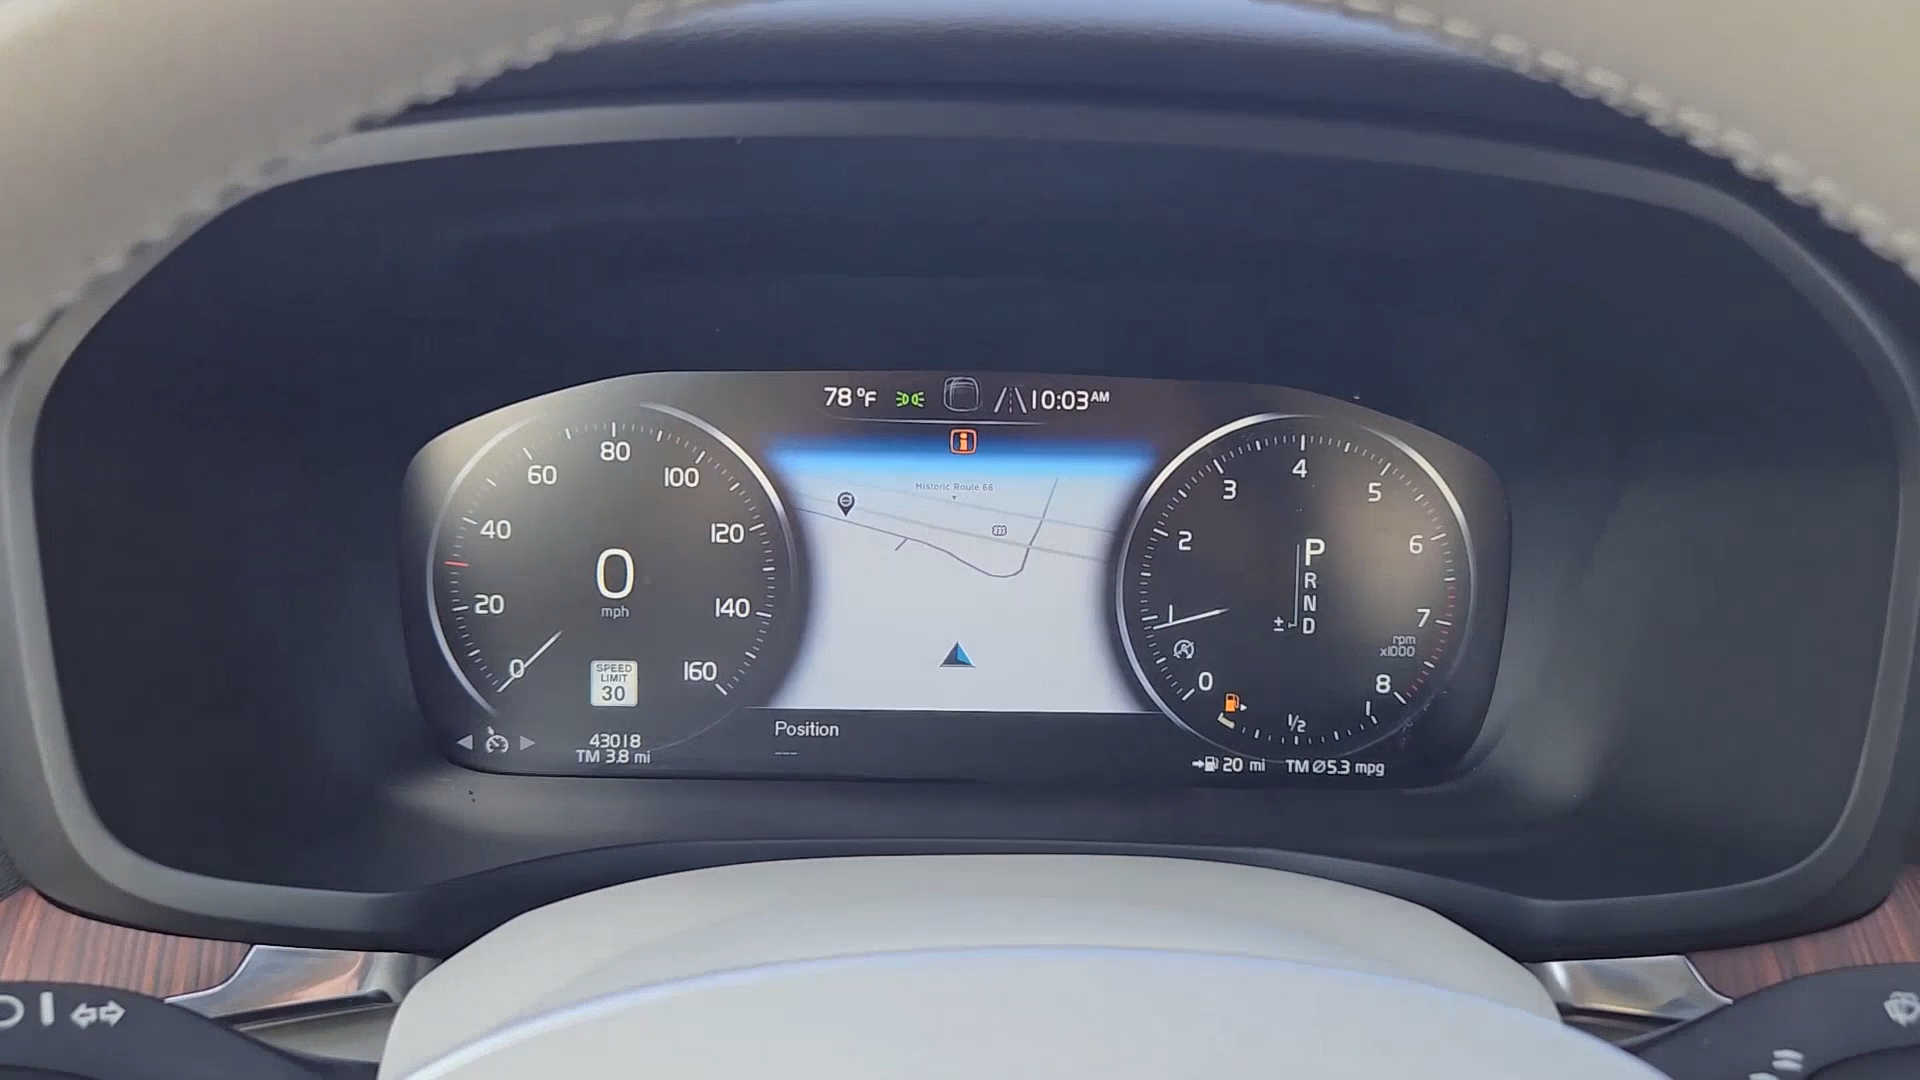 78 °F
10:03 AM
Historic Route 66
80
60
100
40
120
20
140
0
160
0
mph
SPEED
LIMIT
30
43018
TM 3.8 mi
Position
---
4
3
5
2
6
1
7
0
8
P
R
N
D
±
rpm
x1000
1/2
1
20 mi
TM Ø5.3 mpg